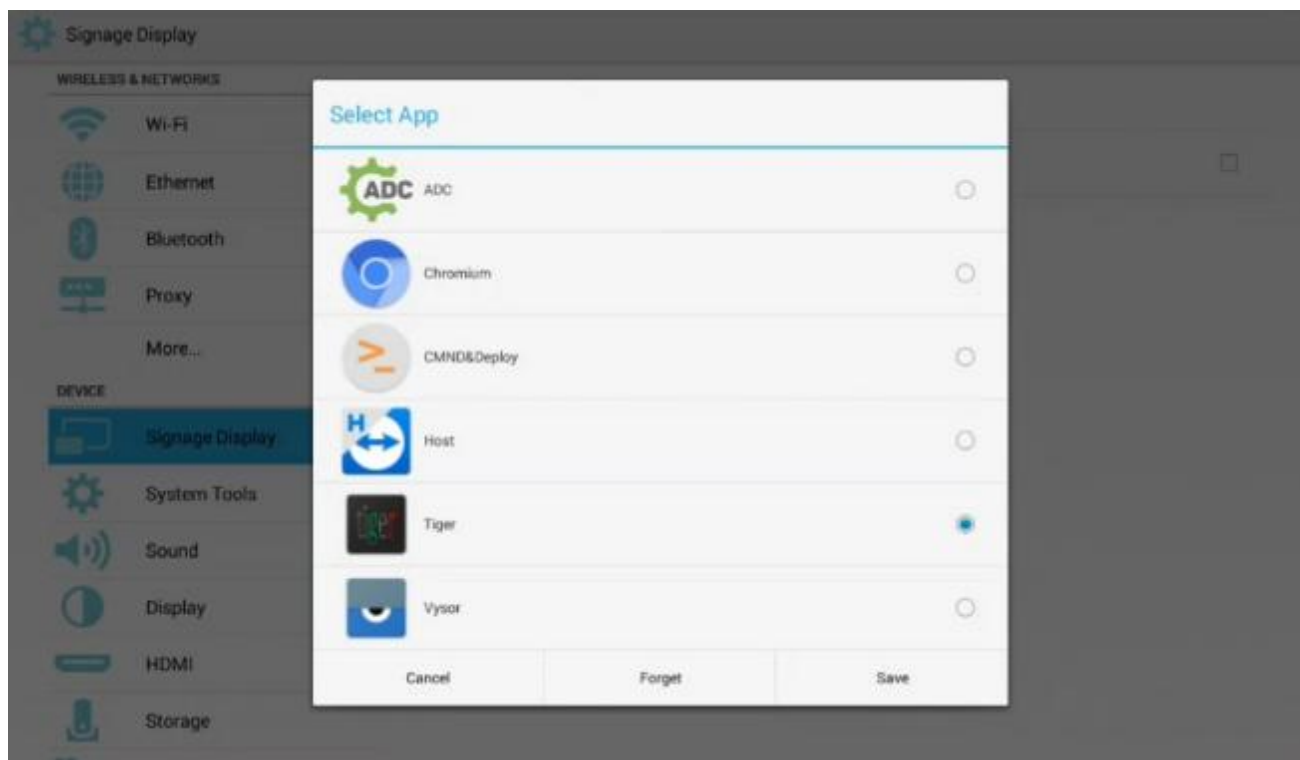 Signage Display
WIRELESS & NETWORKS
Wi-Fi
Ethernet
Bluetooth
Proxy
More...
DEVICE
Signage Display
System Tools
Sound
Display
HDMI
Storage
Select App
ADC ADC
Chromium
>_ CMND&Deploy
H Host
tiger Tiger
Vysor
Cancel Forget Save